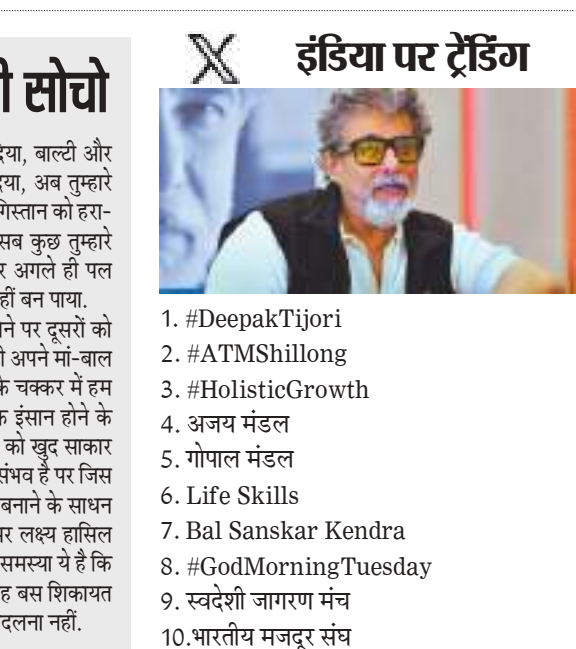 सोचो
बाल्टी और
अब तुम्हारे
को हरा-
सब कुछ तुम्हारे
अगले ही पल
बन पाया.
पर दूसरों को
अपने मां-बाल
चक्कर में हम
इंसान होने के
को खुद साकार
संभव है पर जिस
बनाने के साधन
लक्ष्य हासिल
समस्या ये है कि
बस शिकायत
नहीं.
X इंडिया पर ट्रेंडिंग
1. #DeepakTijori
2. #ATMShillong
3. #HolisticGrowth
4. अजय मंडल
5. गोपाल मंडल
6. Life Skills
7. Bal Sanskar Kendra
8. #GodMorningTuesday
9. स्वदेशी जागरण मंच
10.भारतीय मजदूर संघ